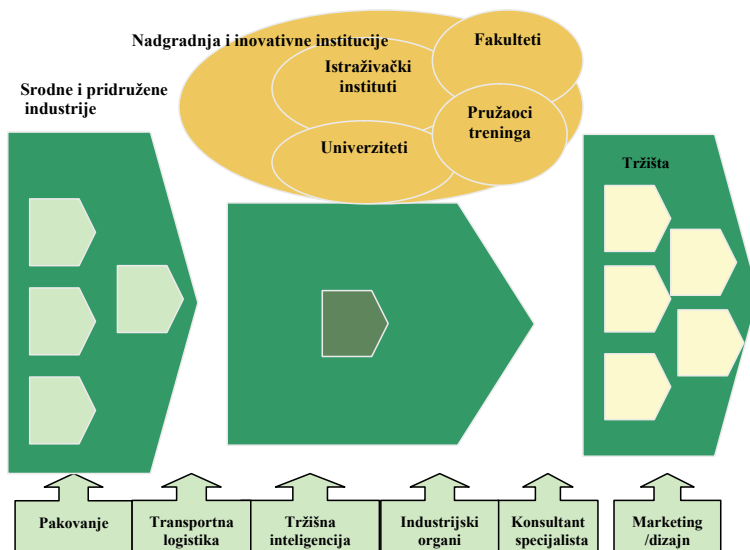 Nadgradnja i inovativne institucije
Fakulteti
Istraživački
instituti
Srodne i pridružene
industrije
Pružaoci
treninga
Univerziteti
Tržišta
Pakovanje
Transportna
logistika
Tržišna
inteligencija
Industrijski
organi
Konsultant
specijalista
Marketing
/dizajn